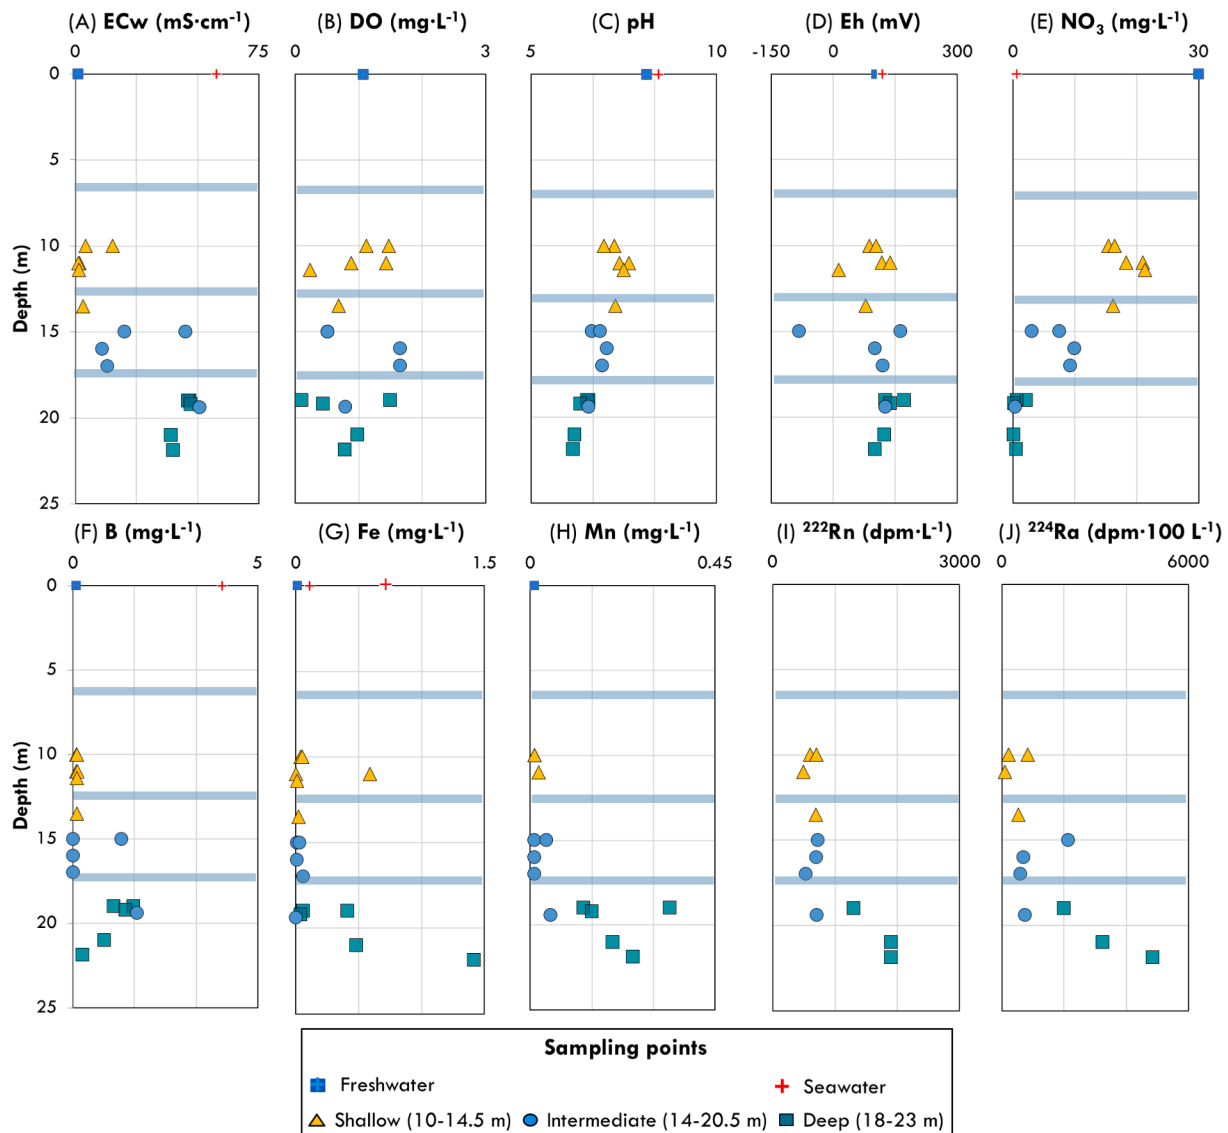 (A) ECw (mS·cm⁻¹) (B) DO (mg·L⁻¹) (C) pH (D) Eh (mV) (E) NO₃ (mg·L⁻¹)
0 75 0 3 5 10 -150 0 300 0 30
0
5
10
15
20
25
Depth (m)
(F) B (mg·L⁻¹) (G) Fe (mg·L⁻¹) (H) Mn (mg·L⁻¹) (I) ²²²Rn (dpm·L⁻¹) (J) ²²⁴Ra (dpm·100 L⁻¹)
0 5 0 1.5 0 0.45 0 3000 0 6000
0
5
10
15
20
25
Depth (m)
Sampling points
Freshwater Seawater
Shallow (10-14.5 m) Intermediate (14-20.5 m) Deep (18-23 m)